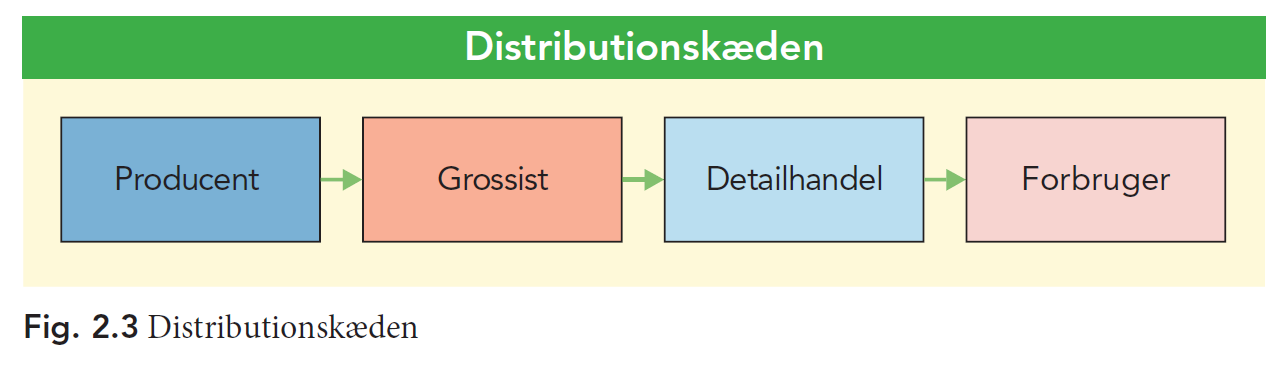 Distributionskæden
Producent
Grossist
Detailhandel
Forbruger
Fig. 2.3 Distributionskæden